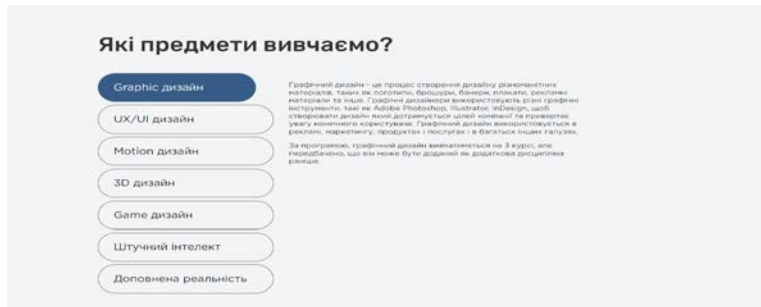 Які предмети вивчаємо?
Graphic дизайн
UX/UI дизайн
Motion дизайн
3D дизайн
Game дизайн
Штучний інтелект
Доповнена реальність
Графічний дизайн - це процес створення дизайну різноманітних
матеріалів, таких як логотипи, брошури, банери, плакати, рекламні
матеріали та інше. Графічні дизайнери використовують різні графічні
інструменти, такі як Adobe Photoshop, Illustrator, InDesign, щоб
створювати дизайн який дотримується цілей компанії та привертає
увагу кінечного користувача. Графічний дизайн використовується в
рекламі, маркетингу, продуктах і послугах - в багатьох інших галузях.
За програмою, графічний дизайн вивчатиметься на 3 курсі, але
передбачено, що він може бути доданий як додаткова дисципліна
раніше.